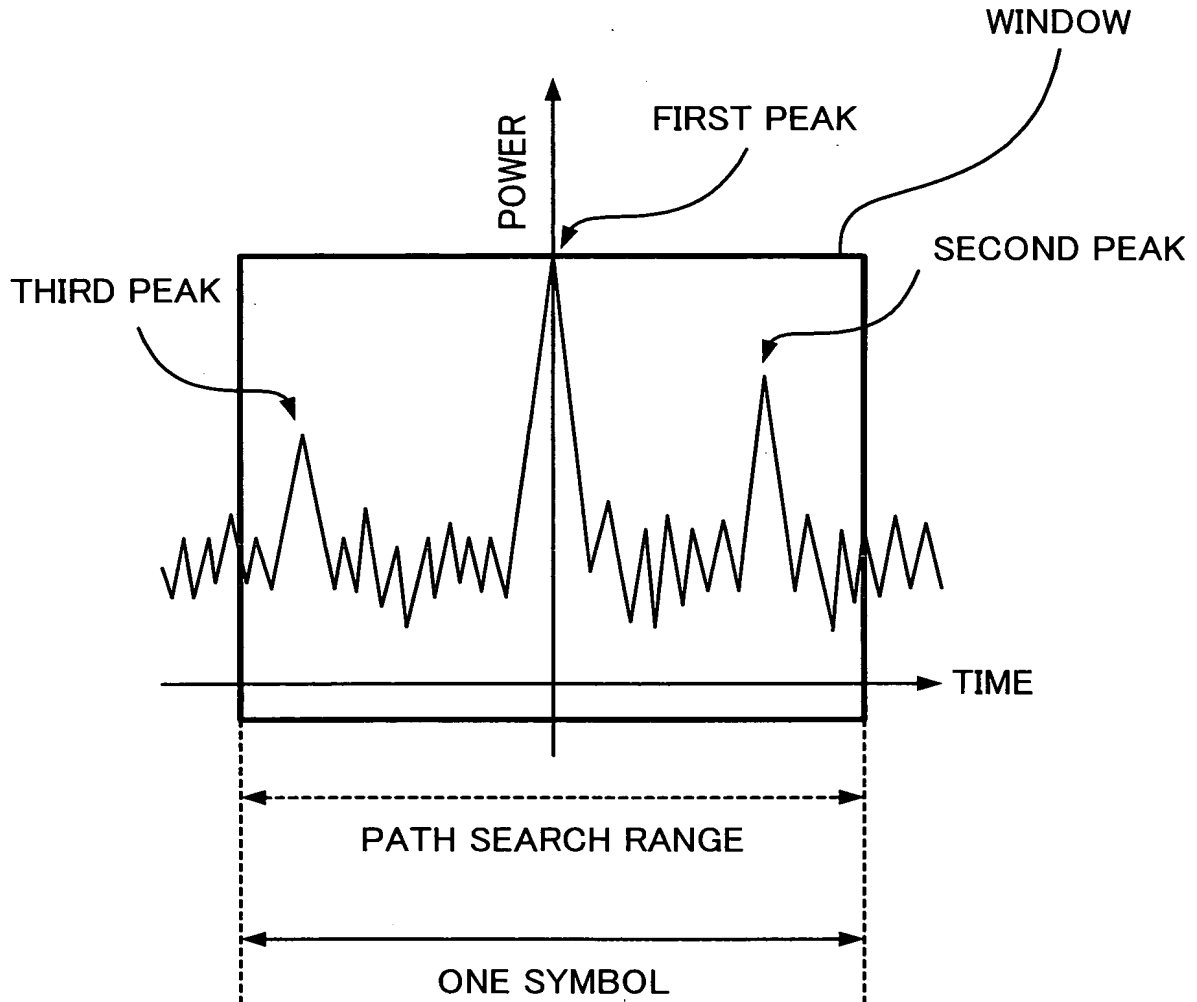 WINDOW
FIRST PEAK
POWER
SECOND PEAK
THIRD PEAK
TIME
PATH SEARCH RANGE
ONE SYMBOL